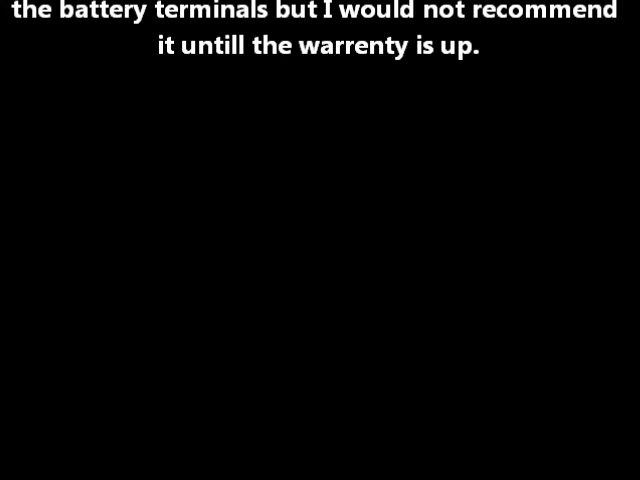 the battery terminals but I would not recommend
it untill the warrenty is up.